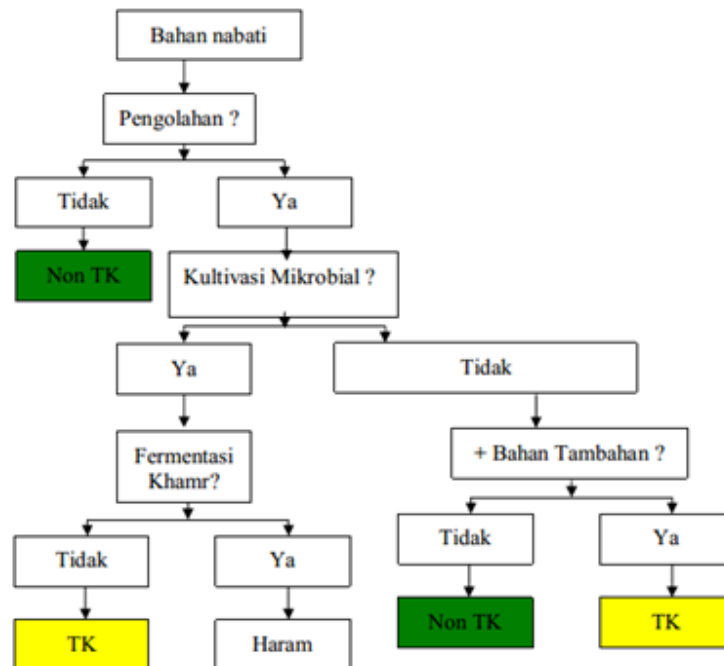 Bahan nabati
Pengolahan ?
Tidak
Ya
Non TK
Kultivasi Mikrobial ?
Ya
Tidak
Fermentasi
Khamr?
+ Bahan Tambahan ?
Tidak
Ya
Tidak
Ya
TK
Haram
Non TK
TK